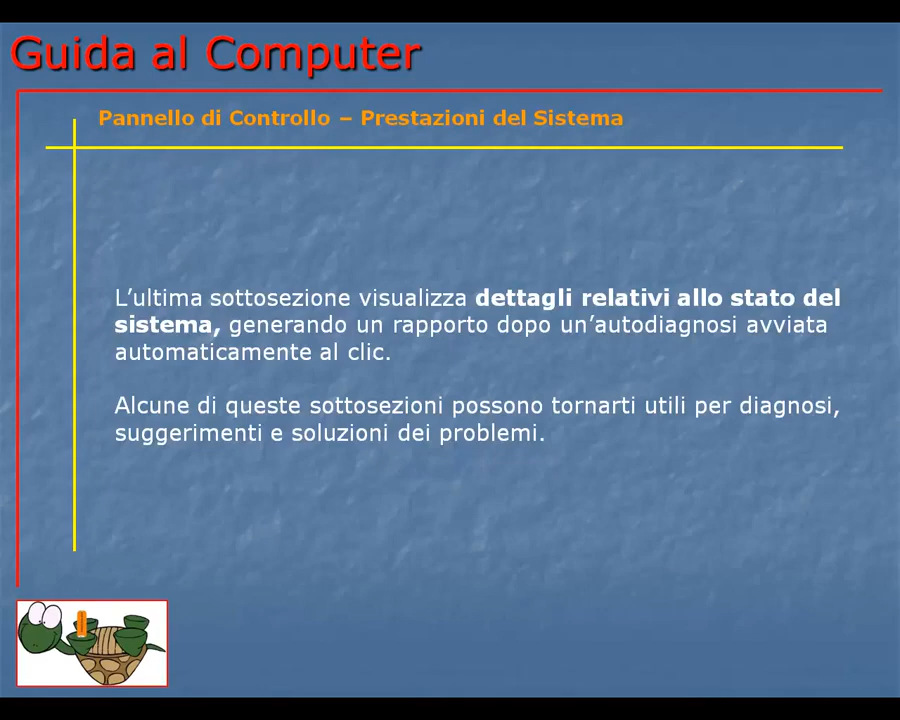 Guida al Computer
Pannello di Controllo – Prestazioni del Sistema
L’ultima sottosezione visualizza dettagli relativi allo stato del
sistema, generando un rapporto dopo un’autodiagnosi avviata
automaticamente al clic.
Alcune di queste sottosezioni possono tornarti utili per diagnosi,
suggerimenti e soluzioni dei problemi.